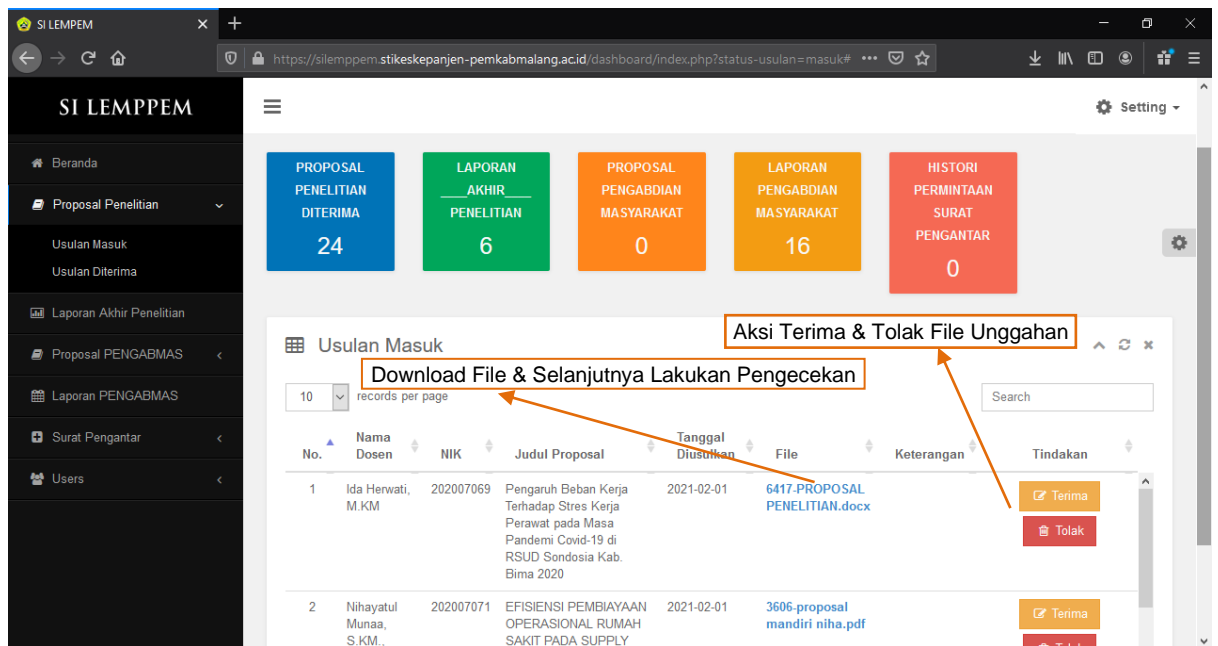 SI LEMPEM
https://silemppem.stikeskepanjen-pemkabmalang.ac.id/dashboard/index.php?status-usulan=masuk#
SI LEMPPEM
Setting
Beranda
Proposal Penelitian
Usulan Masuk
Usulan Diterima
Laporan Akhir Penelitian
Proposal PENGABMAS
Laporan PENGABMAS
Surat Pengantar
Users
PROPOSAL
PENELITIAN
DITERIMA
24
LAPORAN
___AKHIR___
PENELITIAN
6
PROPOSAL
PENGABDIAN
MASYARAKAT
0
LAPORAN
PENGABDIAN
MASYARAKAT
16
HISTORI
PERMINTAAN
SURAT
PENGANTAR
0
Usulan Masuk
Aksi Terima & Tolak File Unggahan
Download File & Selanjutnya Lakukan Pengecekan
10 records per page
Search
No. Nama Dosen NIK Judul Proposal Tanggal Diusulkan File Keterangan Tindakan
1
Ida Herwati,
M.KM
202007069
Pengaruh Beban Kerja
Terhadap Stres Kerja
Perawat pada Masa
Pandemi Covid-19 di
RSUD Sondosia Kab.
Bima 2020
2021-02-01
6417-PROPOSAL
PENELITIAN.docx
Terima
Tolak
2
Nihayatul
Munaa,
S.KM.,
202007071
EFISIENSI PEMBIAYAAN
OPERASIONAL RUMAH
SAKIT PADA SUPPLY
2021-02-01
3606-proposal
mandiri niha.pdf
Terima
Tolak